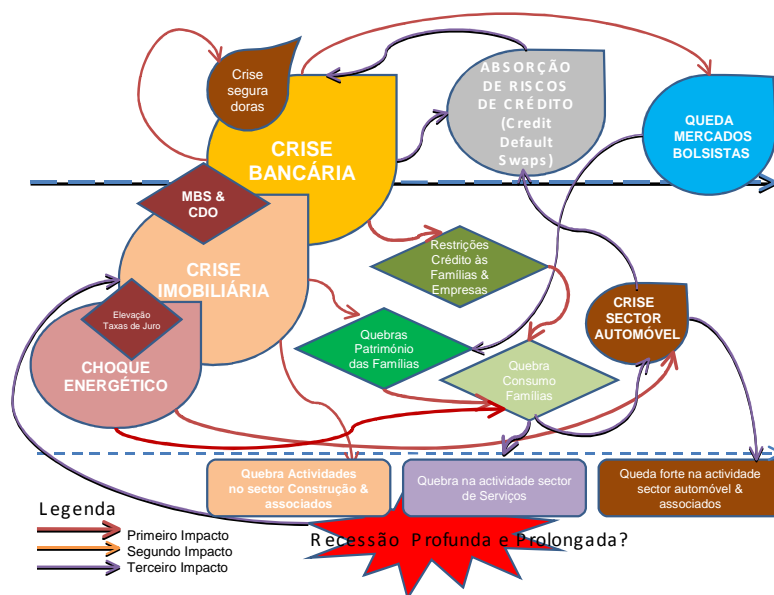 Crise
segura
doras
CRISE
BANCÁRIA
ABSORÇÃO
DE RISCOS
DE CRÉDITO
(Credit
Default
Swaps)
QUEDA
MERCADOS
BOLSISTAS
MBS &
CDO
CRISE
IMOBILIÁRIA
Restrições
Crédito às
Famílias &
Empresas
Elevação
Taxas de Juro
CHOQUE
ENERGÉTICO
Quebras
Património
das Famílias
CRISE
SECTOR
AUTOMÓVEL
Quebra
Consumo
Famílias
Quebra Actividades
no sector Construção &
associados
Quebra na actividade sector
de Serviços
Queda forte na actividade
sector automóvel &
associados
Legenda
Primeiro Impacto
Segundo Impacto
Terceiro Impacto
Recessão Profunda e Prolongada?